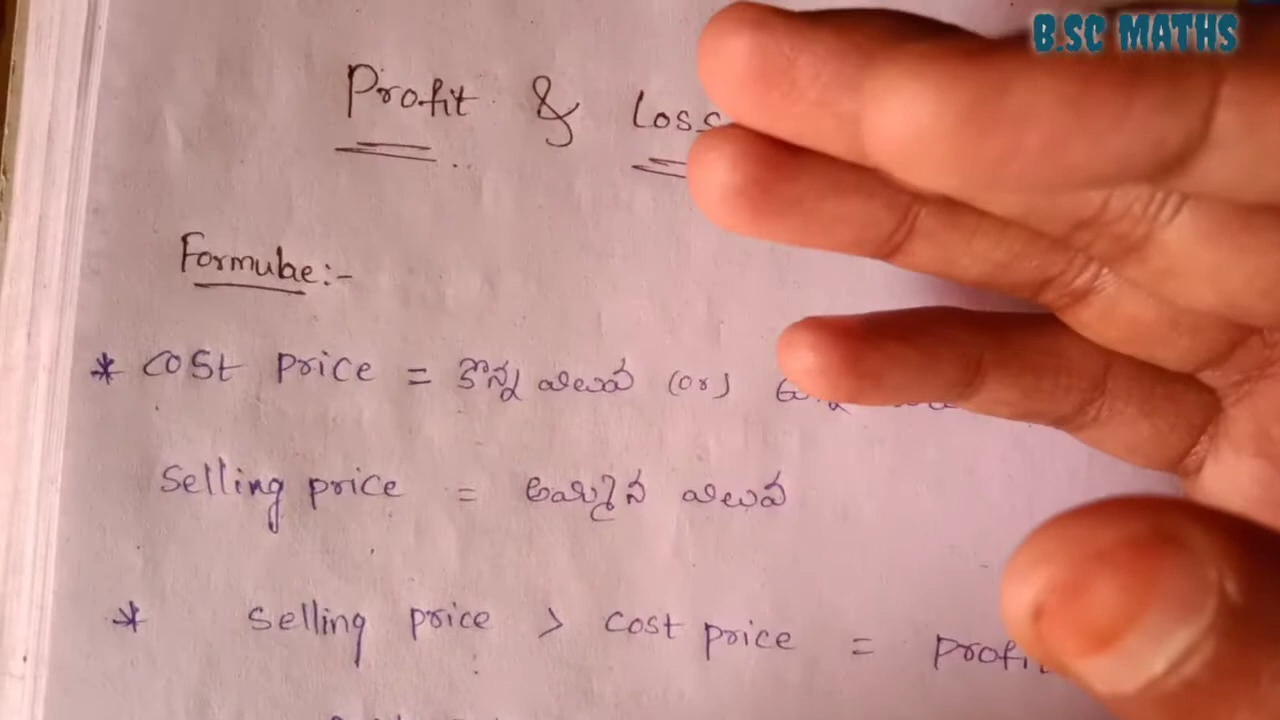 B.SC MATHS
Profit & Loss
Formulae:-
* cost price = కొన్న విలువ (or)
selling price = అమ్మిన విలువ
* selling price > cost price = profit